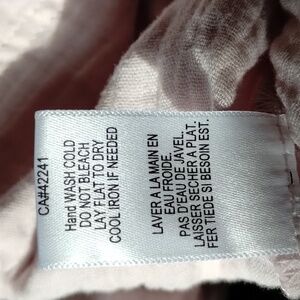 CA#42241
Hand WASH COLD
DO NOT BLEACH
LAY FLAT TO DRY
COOL IRON IF NEEDED
LAVER A LA MAIN EN
EAU FROIDE.
PAS D'EAU DE JAVEL.
LAISSER SECHER A PLAT.
FER TIEDE SI BESOIN EST.